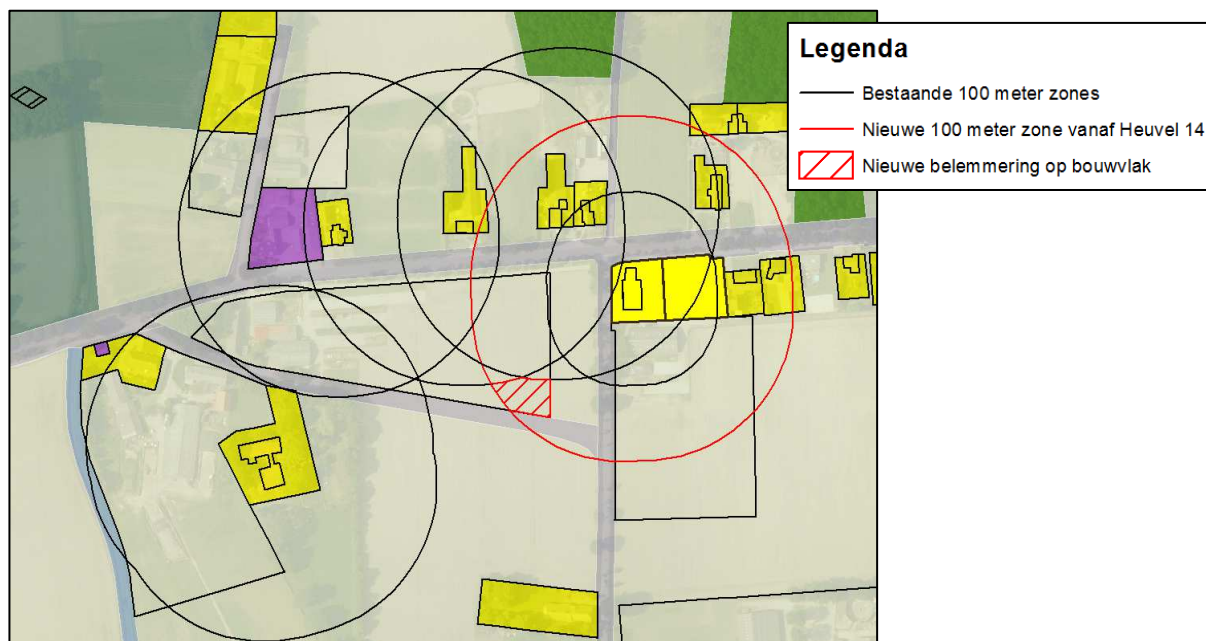 Legenda
Bestaande 100 meter zones
Nieuwe 100 meter zone vanaf Heuvel 14
Nieuwe belemmering op bouwvlak